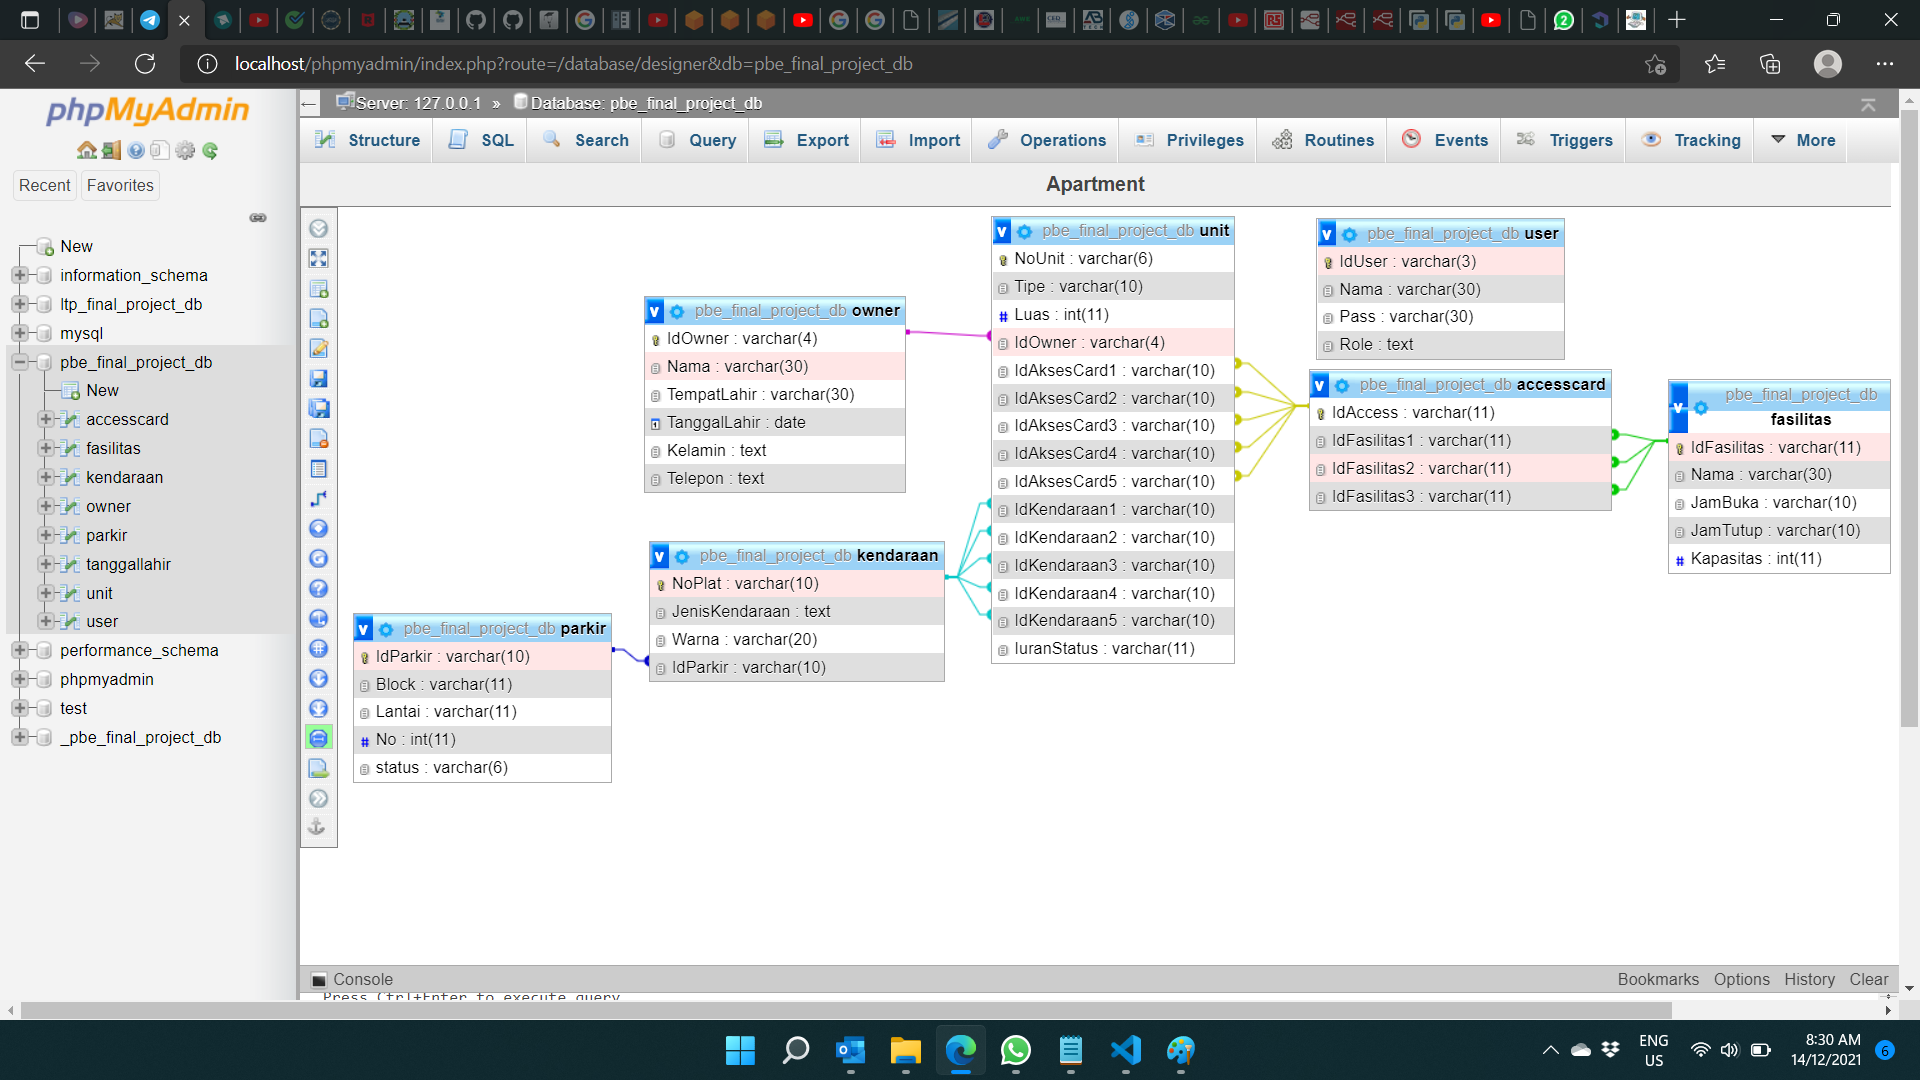 localhost/phpmyadmin/index.php?route=/database/designer&db=pbe_final_project_db
phpMyAdmin
Recent
Favorites
New
information_schema
ltp_final_project_db
mysql
pbe_final_project_db
New
accesscard
fasilitas
kendaraan
owner
parkir
tanggallahir
unit
user
performance_schema
phpmyadmin
test
_pbe_final_project_db
Server: 127.0.0.1 » Database: pbe_final_project_db
Structure SQL Search Query Export Import Operations Privileges Routines Events Triggers Tracking More
Apartment
v pbe_final_project_db owner
IdOwner : varchar(4)
Nama : varchar(30)
TempatLahir : varchar(30)
TanggalLahir : date
Kelamin : text
Telepon : text
v pbe_final_project_db kendaraan
NoPlat : varchar(10)
JenisKendaraan : text
Warna : varchar(20)
IdParkir : varchar(10)
v pbe_final_project_db parkir
IdParkir : varchar(10)
Block : varchar(11)
Lantai : varchar(11)
# No : int(11)
status : varchar(6)
v pbe_final_project_db unit
NoUnit : varchar(6)
Tipe : varchar(10)
# Luas : int(11)
IdOwner : varchar(4)
IdAksesCard1 : varchar(10)
IdAksesCard2 : varchar(10)
IdAksesCard3 : varchar(10)
IdAksesCard4 : varchar(10)
IdAksesCard5 : varchar(10)
IdKendaraan1 : varchar(10)
IdKendaraan2 : varchar(10)
IdKendaraan3 : varchar(10)
IdKendaraan4 : varchar(10)
IdKendaraan5 : varchar(10)
IuranStatus : varchar(11)
v pbe_final_project_db user
IdUser : varchar(3)
Nama : varchar(30)
Pass : varchar(30)
Role : text
v pbe_final_project_db accesscard
IdAccess : varchar(11)
IdFasilitas1 : varchar(11)
IdFasilitas2 : varchar(11)
IdFasilitas3 : varchar(11)
v pbe_final_project_db
fasilitas
IdFasilitas : varchar(11)
Nama : varchar(30)
JamBuka : varchar(10)
JamTutup : varchar(10)
# Kapasitas : int(11)
Console Bookmarks Options History Clear
Press Ctrl+Enter to execute query
ENG
US
8:30 AM
14/12/2021
6